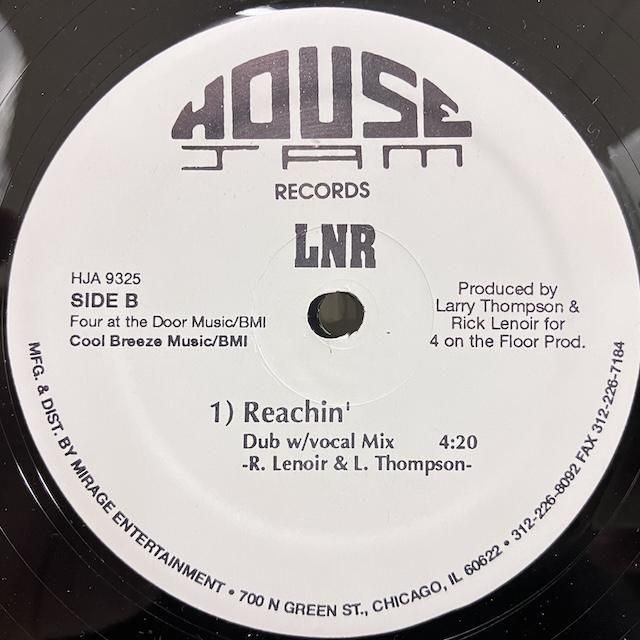 HOUSE
JAM
RECORDS
LNR
HJA 9325
SIDE B
Four at the Door Music/BMI
Cool Breeze Music/BMI
Produced by
Larry Thompson &
Rick Lenoir for
4 on the Floor Prod.
1) Reachin'
Dub w/vocal Mix 4:20
-R. Lenoir & L. Thompson-
MFG. & DIST. BY MIRAGE ENTERTAINMENT • 700 N GREEN ST., CHICAGO, IL 60622 • 312-226-8092 FAX 312-226-7184